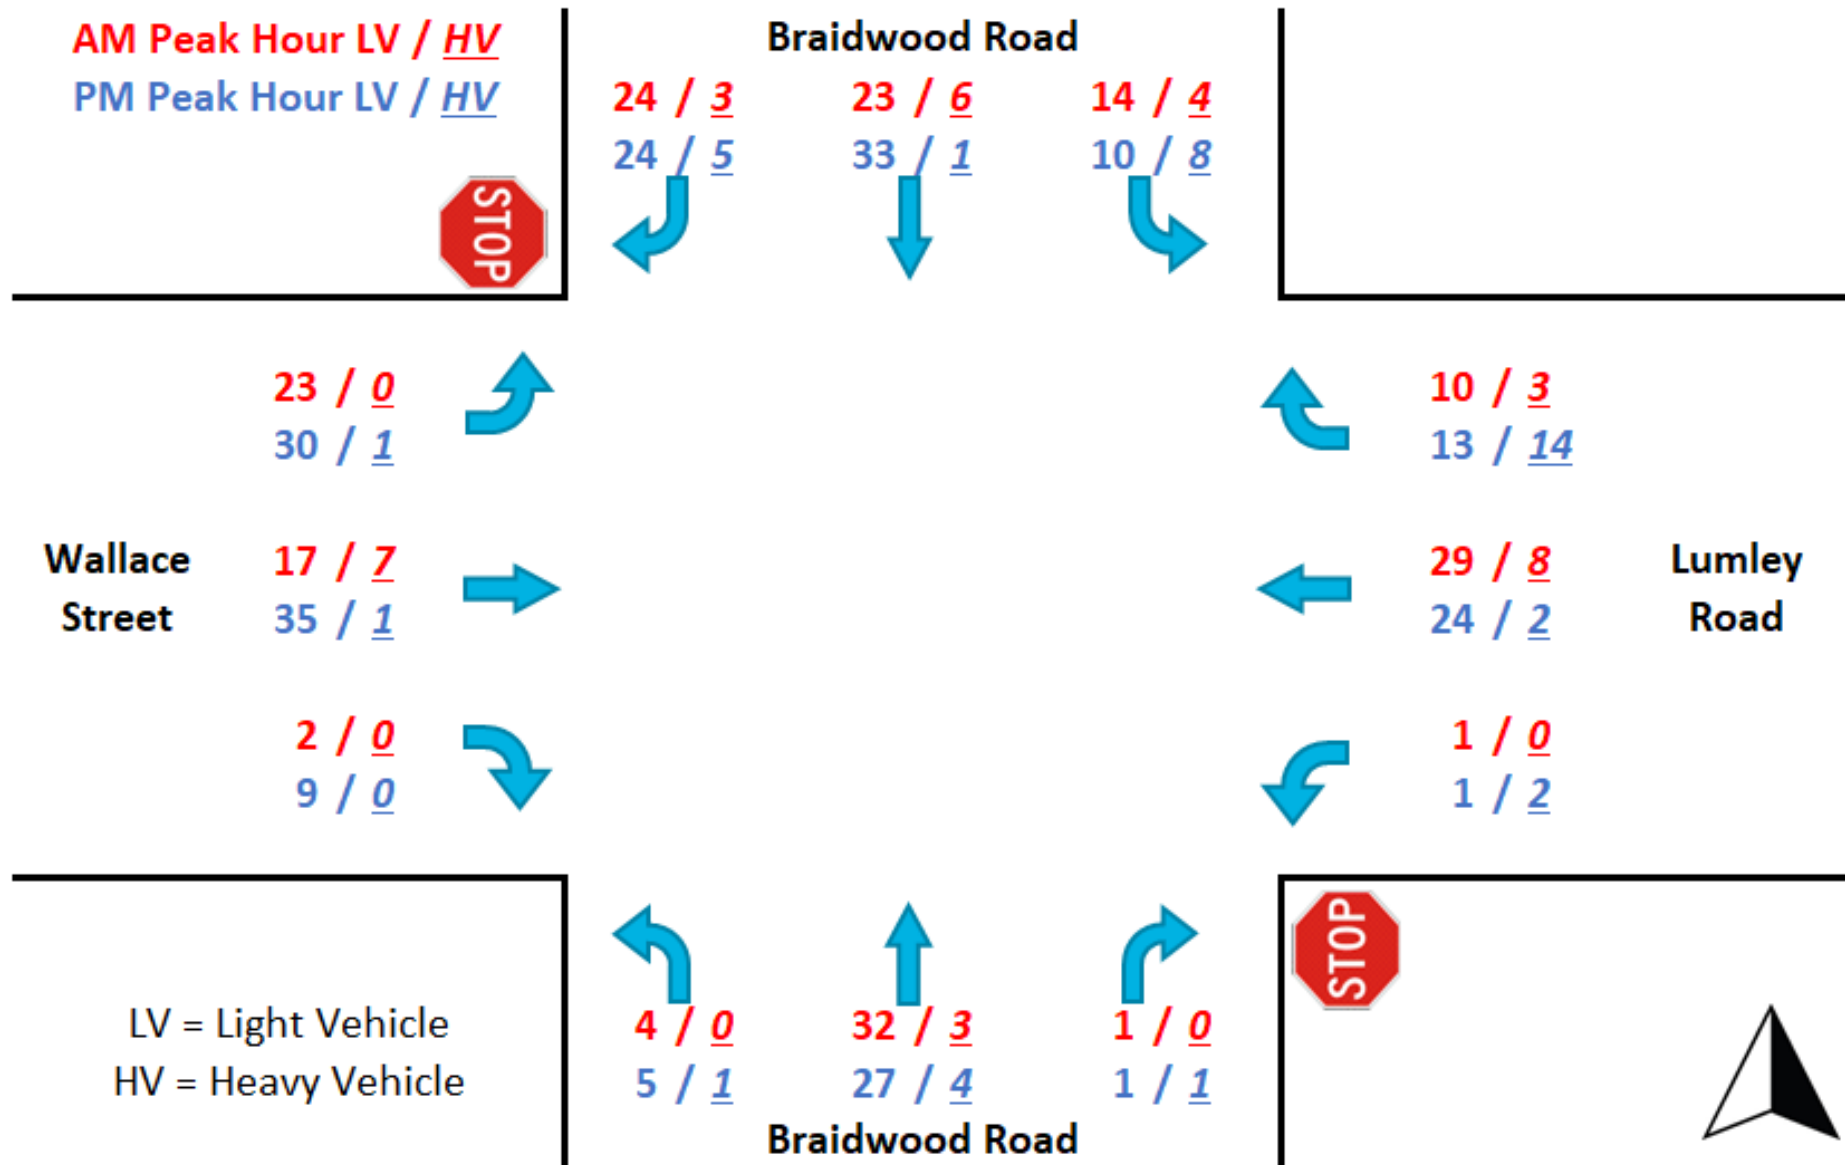 AM Peak Hour LV / HV
PM Peak Hour LV / HV
Braidwood Road
24 / 3
24 / 5
23 / 6
33 / 1
14 / 4
10 / 8
STOP
23 / 0
30 / 1
10 / 3
13 / 14
Wallace
Street
17 / 7
35 / 1
29 / 8
24 / 2
Lumley
Road
2 / 0
9 / 0
1 / 0
1 / 2
STOP
LV = Light Vehicle
HV = Heavy Vehicle
4 / 0
5 / 1
32 / 3
27 / 4
1 / 0
1 / 1
Braidwood Road